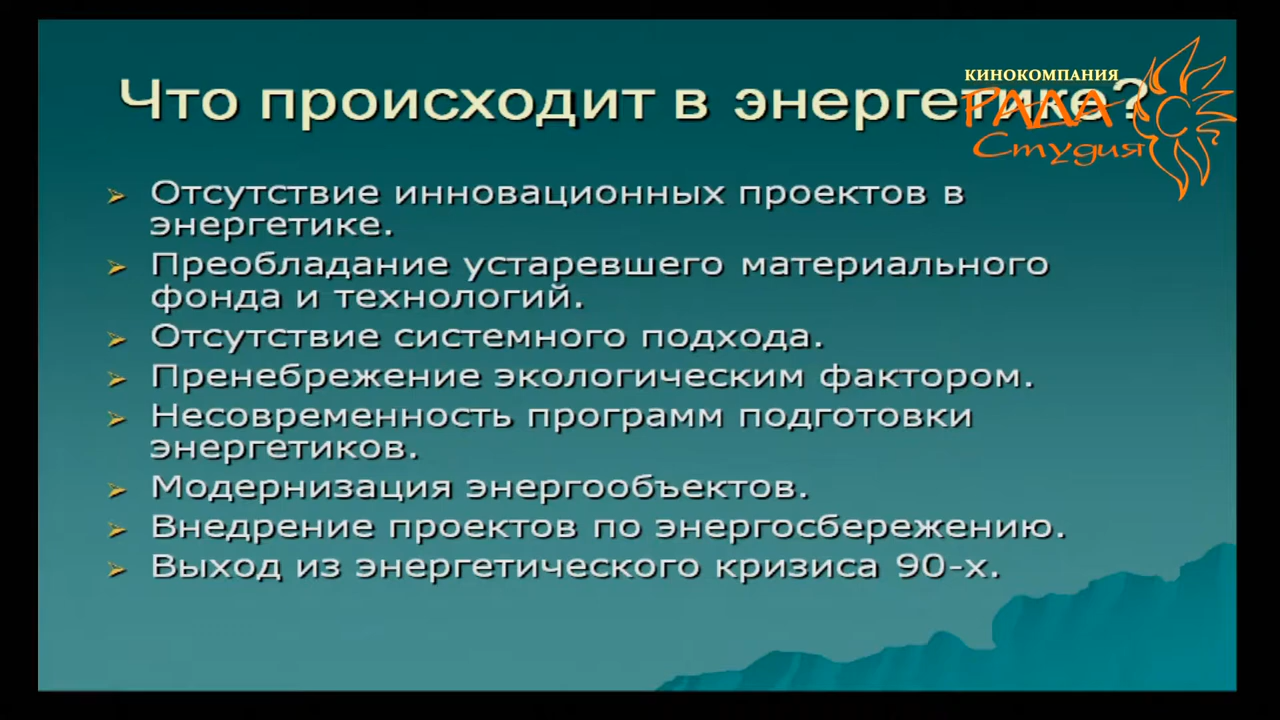 Что происходит в энергетике?
КИНОКОМПАНИЯ
РАДА
Студия
Отсутствие инновационных проектов в
энергетике.
Преобладание устаревшего материального
фонда и технологий.
Отсутствие системного подхода.
Пренебрежение экологическим фактором.
Несовременность программ подготовки
энергетиков.
Модернизация энергообъектов.
Внедрение проектов по энергосбережению.
Выход из энергетического кризиса 90-х.